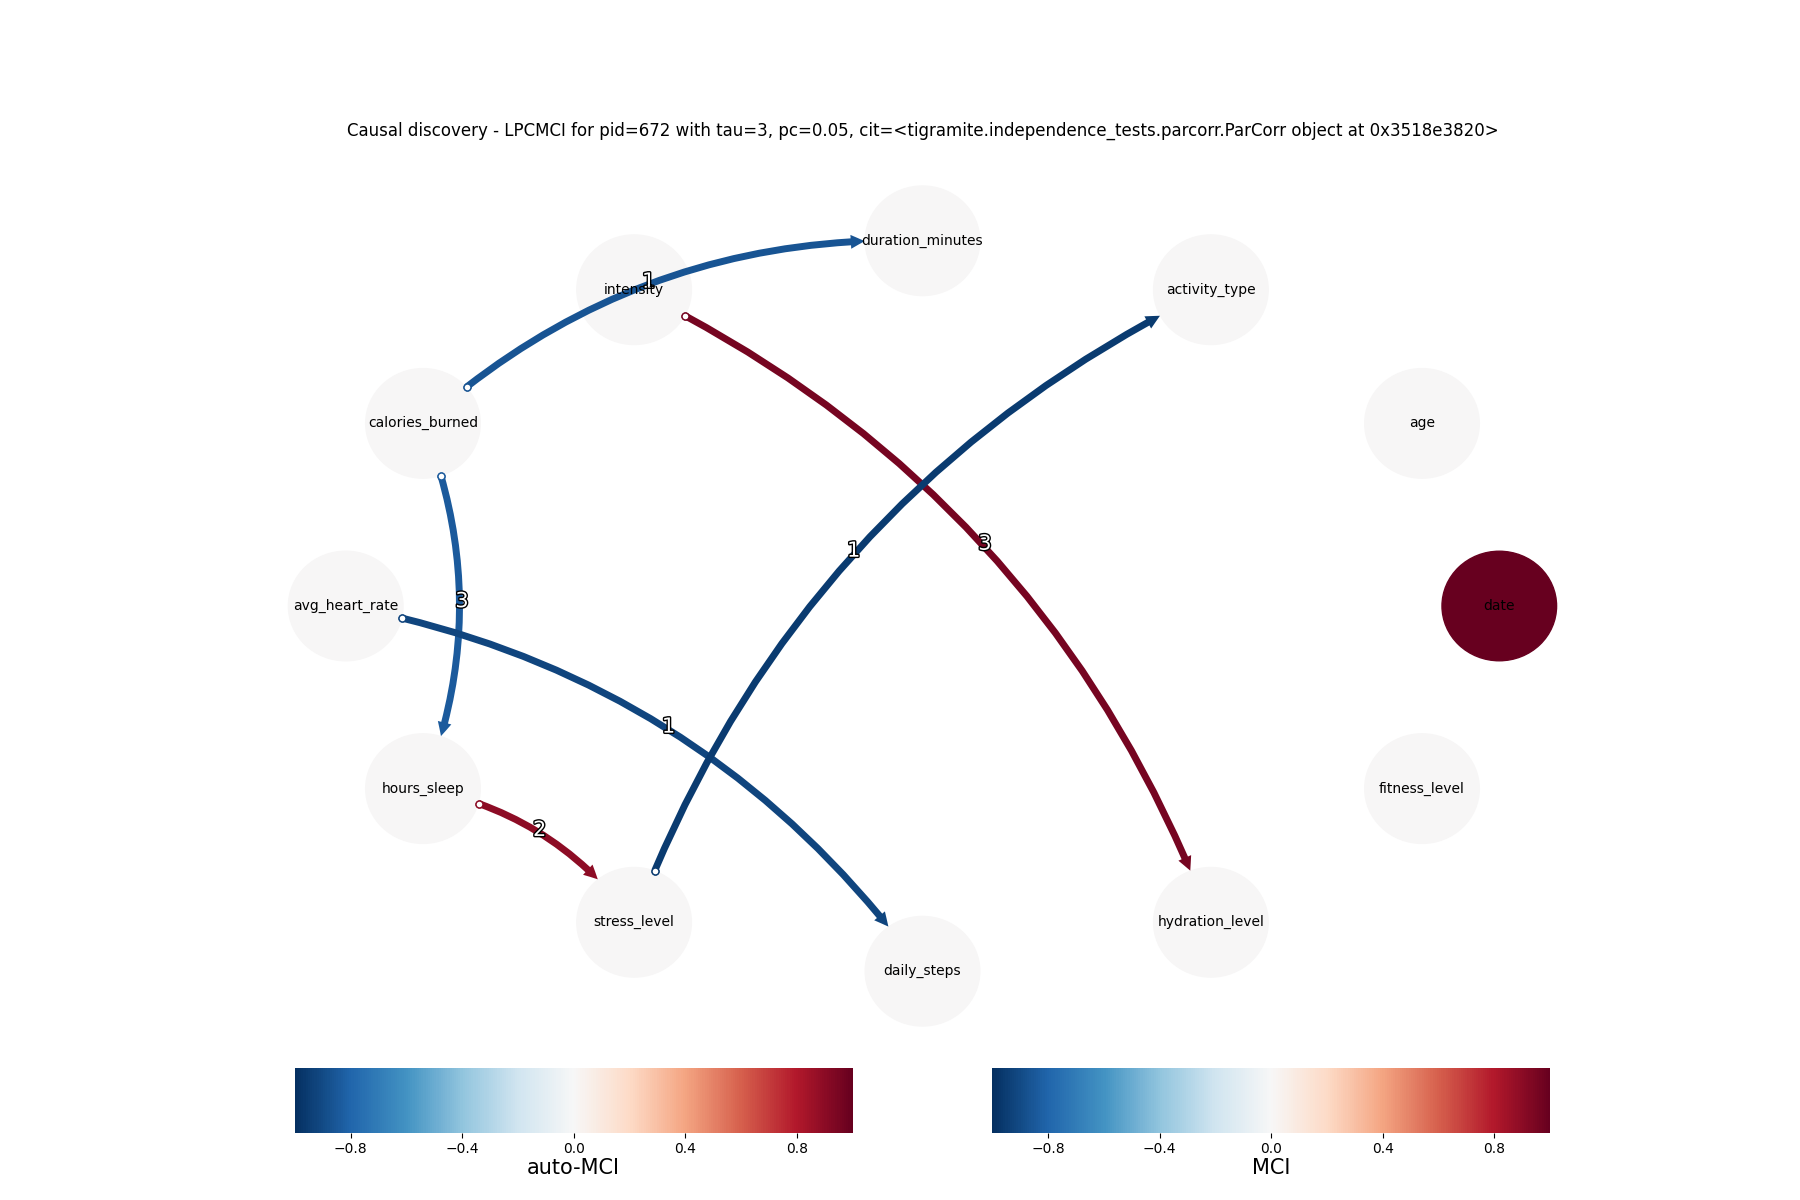 Causal discovery - LPCMCI for pid=672 with tau=3, pc=0.05, cit=<tigramite.independence_tests.parcorr.ParCorr object at 0x3518e3820>
duration_minutes
1
intensity
activity_type
calories_burned
age
1
3
3
avg_heart_rate
date
1
hours_sleep
fitness_level
2
stress_level
hydration_level
daily_steps
−0.8 −0.4 0.0 0.4 0.8
auto-MCI
−0.8 −0.4 0.0 0.4 0.8
MCI